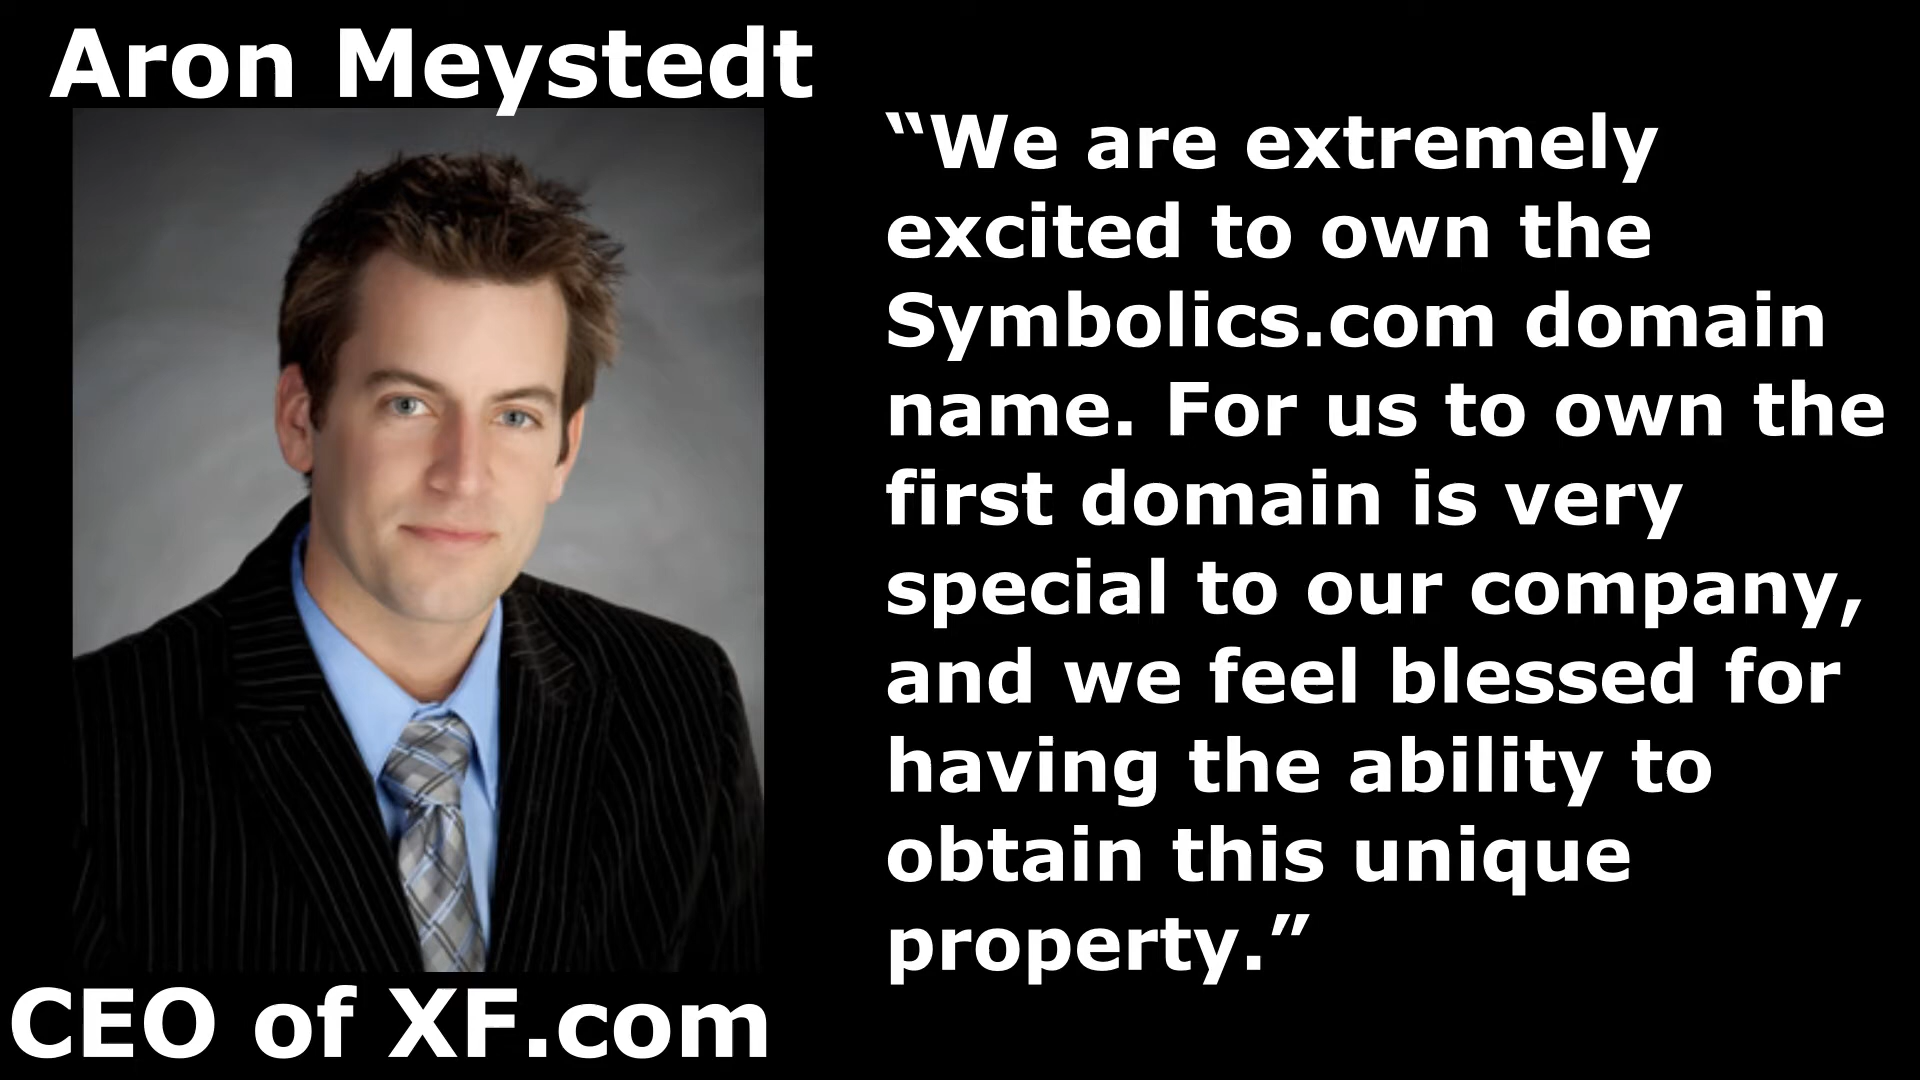 Aron Meystedt
“We are extremely
excited to own the
Symbolics.com domain
name. For us to own the
first domain is very
special to our company,
and we feel blessed for
having the ability to
obtain this unique
property.”
CEO of XF.com